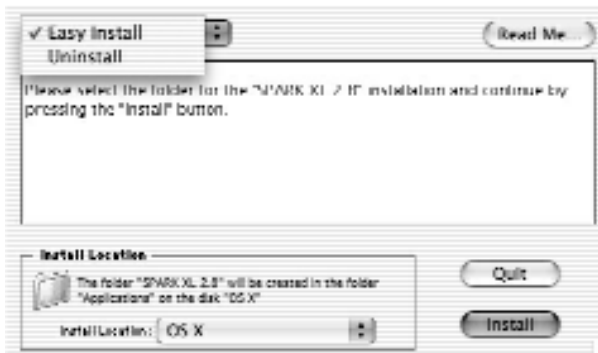 ✓ Easy Install
Uninstall
Read Me...
Please select the folder for the "SPARK XL 2.8" installation and continue by
pressing the "Install" button.
Install Location
The folder "SPARK XL 2.8" will be created in the folder
"Applications" on the disk "OS X"
Install Location: OS X
Quit
Install